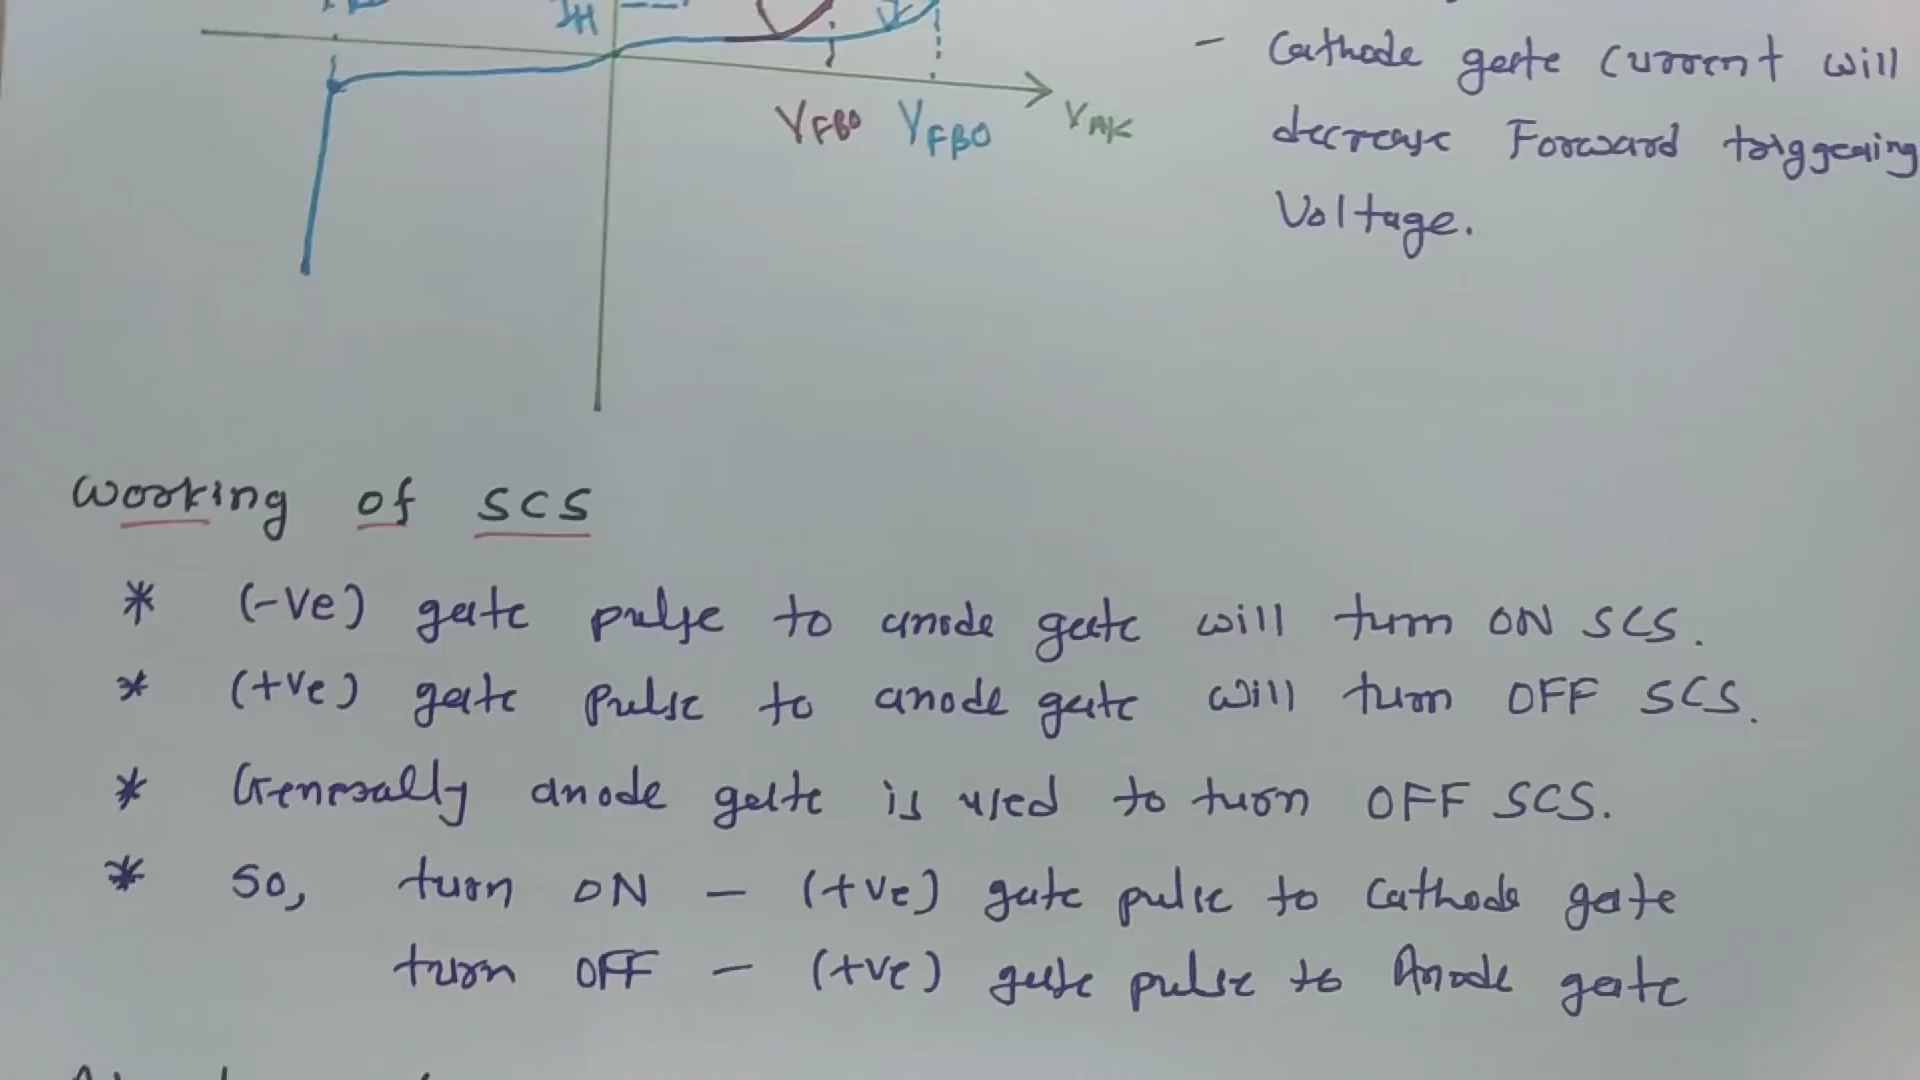 IH
VFBO VFBO VAK
- Cathode gate current will
decrease Forward triggering
Voltage.
Working of SCS
* (-ve) gate pulse to anode gate will turn ON SCS.
* (+ve) gate pulse to anode gate will turn OFF SCS.
* Generally anode gate is used to turn OFF SCS.
* So, turn ON - (+ve) gate pulse to Cathode gate
turn OFF - (+ve) gate pulse to Anode gate